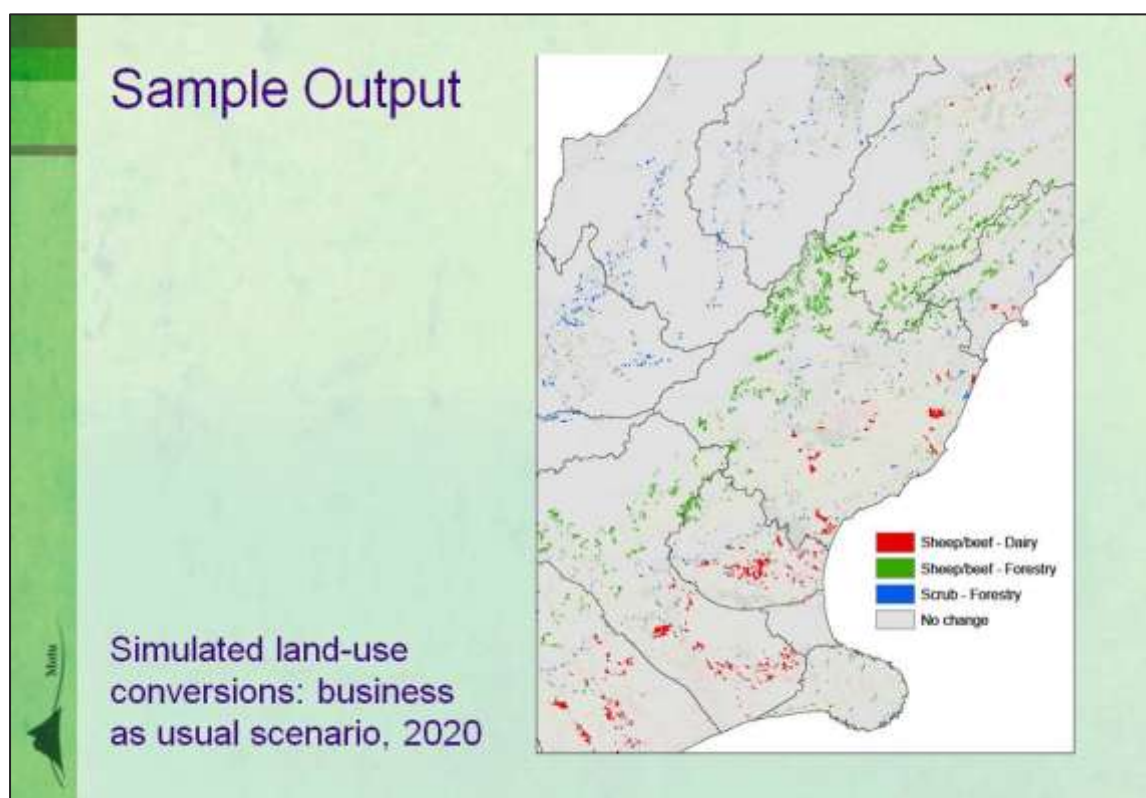 Sample Output
Sheep/beef - Dairy
Sheep/beef - Forestry
Scrub - Forestry
No change
Simulated land-use
conversions: business
as usual scenario, 2020
Motu